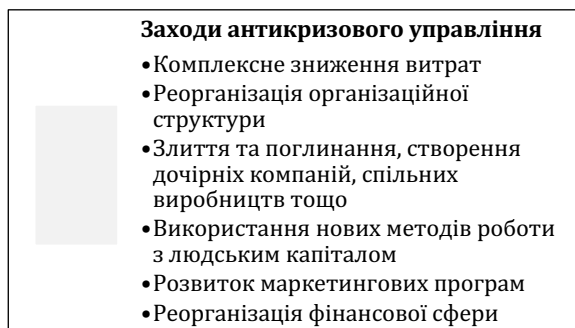 Заходи антикризового управління
•Комплексне зниження витрат
•Реорганізація організаційної
структури
•Злиття та поглинання, створення
дочірніх компаній, спільних
виробництв тощо
•Використання нових методів роботи
з людським капіталом
•Розвиток маркетингових програм
•Реорганізація фінансової сфери